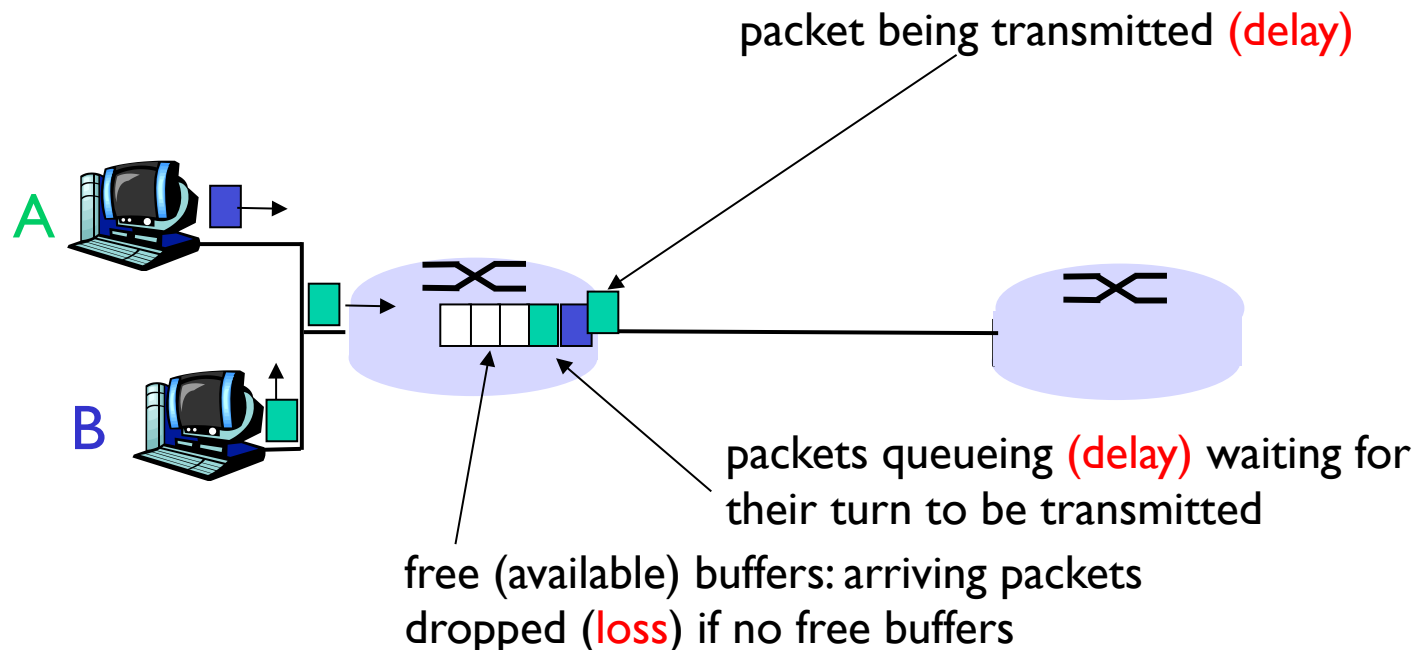 packet being transmitted (delay)
A
B
packets queueing (delay) waiting for
their turn to be transmitted
free (available) buffers: arriving packets
dropped (loss) if no free buffers